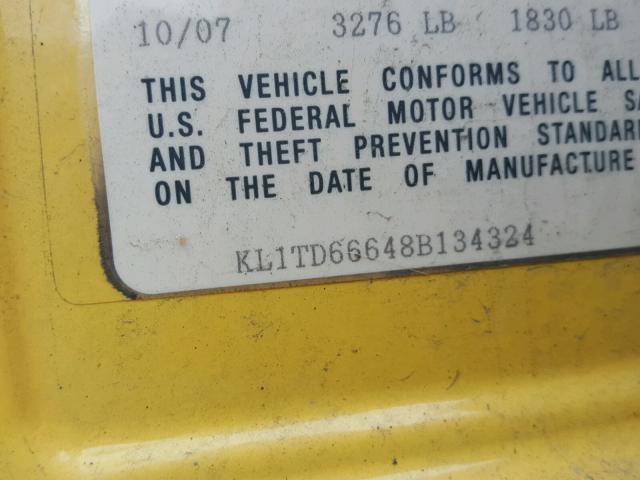 10/07 3276 LB 1830 LB
THIS VEHICLE CONFORMS TO ALL
U.S. FEDERAL MOTOR VEHICLE
AND THEFT PREVENTION
ON THE DATE OF MANUFACTURE
KL1TD66648B134324